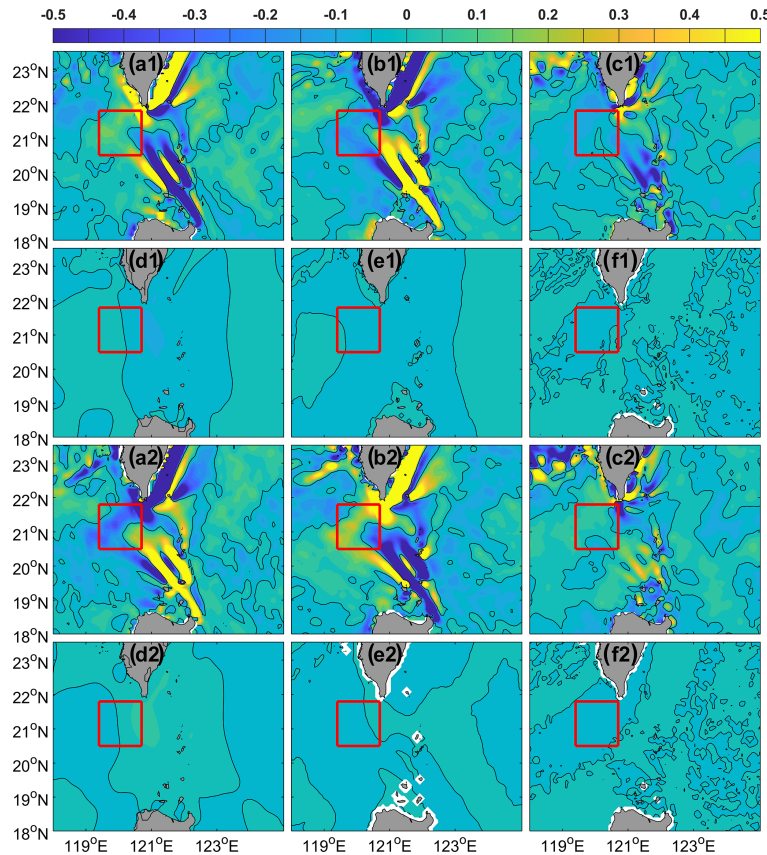 -0.5 -0.4 -0.3 -0.2 -0.1 0 0.1 0.2 0.3 0.4 0.5
(a1) (b1) (c1)
23°N
22°N
21°N
20°N
19°N
18°N
(d1) (e1) (f1)
23°N
22°N
21°N
20°N
19°N
18°N
(a2) (b2) (c2)
23°N
22°N
21°N
20°N
19°N
18°N
(d2) (e2) (f2)
23°N
22°N
21°N
20°N
19°N
18°N
119°E 121°E 123°E 119°E 121°E 123°E 119°E 121°E 123°E